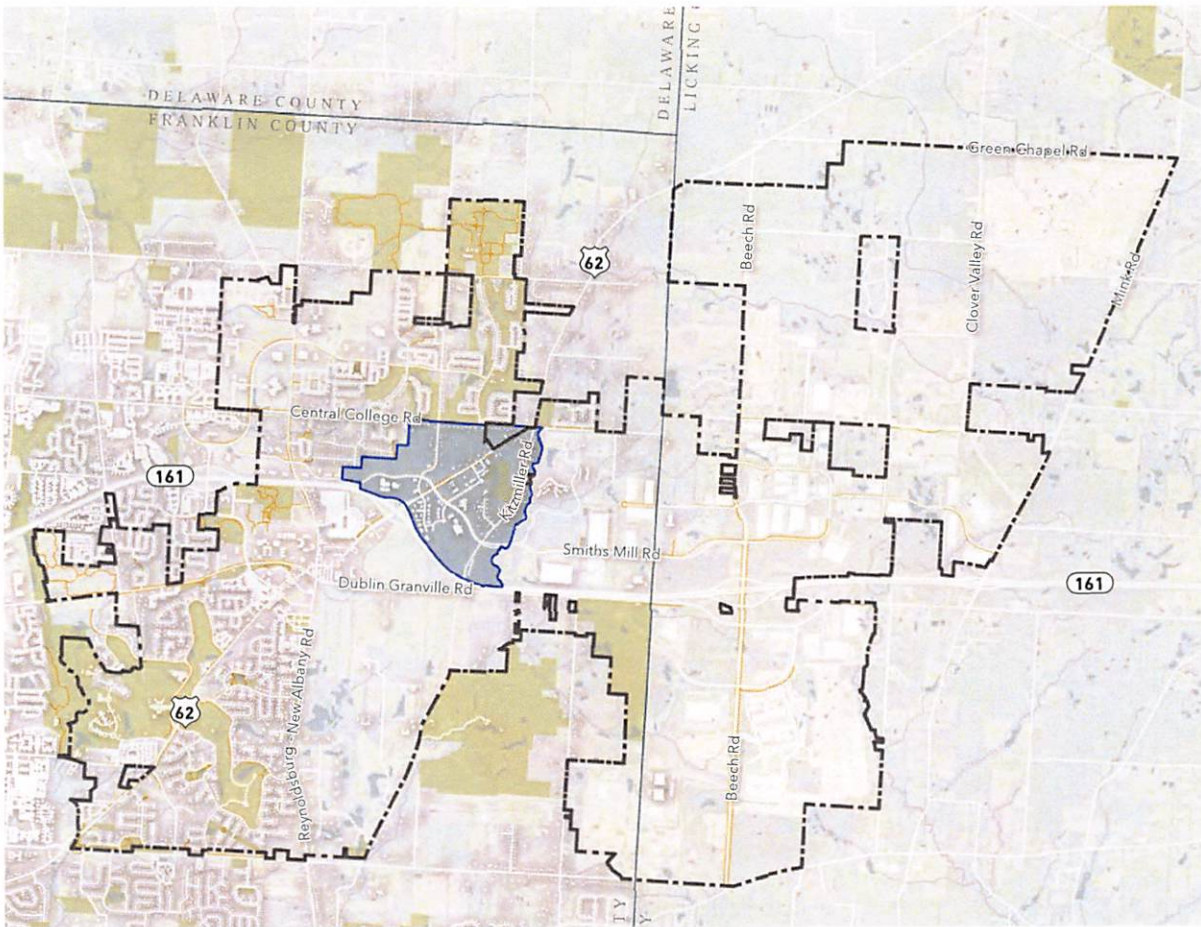 DELAWARE
LICKING
DELAWARE COUNTY
FRANKLIN COUNTY
Green Chapel Rd
Beech Rd
62
Clover Valley Rd
Mink Rd
Central College Rd
161
Kitzmiller Rd
Smiths Mill Rd
Dublin Granville Rd
161
62
Reynoldsburg - New Albany Rd
Beech Rd
TY
Y